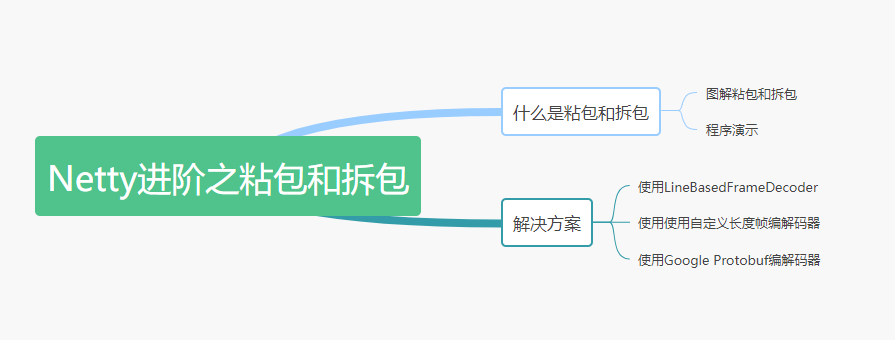 Netty进阶之粘包和拆包
什么是粘包和拆包
图解粘包和拆包
程序演示
解决方案
使用LineBasedFrameDecoder
使用使用自定义长度帧编解码器
使用Google Protobuf编解码器